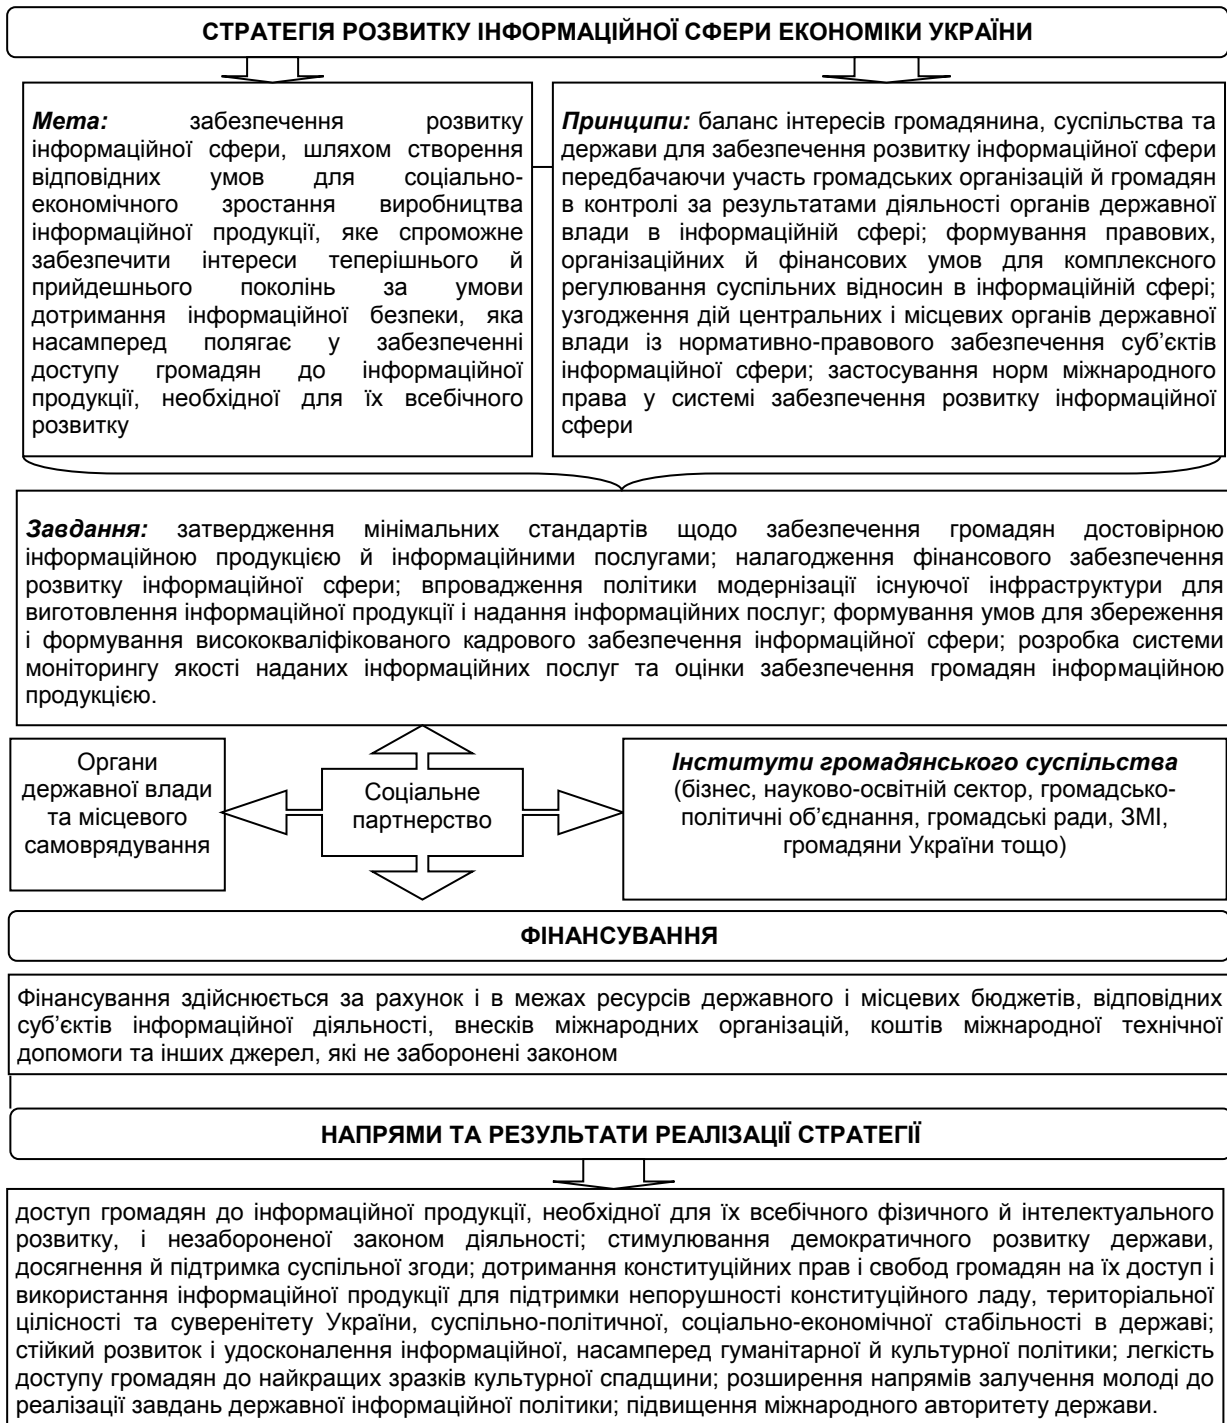 СТРАТЕГІЯ РОЗВИТКУ ІНФОРМАЦІЙНОЇ СФЕРИ ЕКОНОМІКИ УКРАЇНИ
Мета: забезпечення розвитку
інформаційної сфери, шляхом створення
відповідних умов для соціально-
економічного зростання виробництва
інформаційної продукції, яке спроможне
забезпечити інтереси теперішнього й
прийдешнього поколінь за умови
дотримання інформаційної безпеки, яка
насамперед полягає у забезпеченні
доступу громадян до інформаційної
продукції, необхідної для їх всебічного
розвитку
Принципи: баланс інтересів громадянина, суспільства та
держави для забезпечення розвитку інформаційної сфери
передбачаючи участь громадських організацій й громадян
в контролі за результатами діяльності органів державної
влади в інформаційній сфері; формування правових,
організаційних й фінансових умов для комплексного
регулювання суспільних відносин в інформаційній сфері;
узгодження дій центральних і місцевих органів державної
влади із нормативно-правового забезпечення суб’єктів
інформаційної сфери; застосування норм міжнародного
права у системі забезпечення розвитку інформаційної
сфери
Завдання: затвердження мінімальних стандартів щодо забезпечення громадян достовірною
інформаційною продукцією й інформаційними послугами; налагодження фінансового забезпечення
розвитку інформаційної сфери; впровадження політики модернізації існуючої інфраструктури для
виготовлення інформаційної продукції і надання інформаційних послуг; формування умов для збереження
і формування висококваліфікованого кадрового забезпечення інформаційної сфери; розробка системи
моніторингу якості наданих інформаційних послуг та оцінки забезпечення громадян інформаційною
продукцією.
Органи
державної влади
та місцевого
самоврядування
Соціальне
партнерство
Інститути громадянського суспільства
(бізнес, науково-освітній сектор, громадсько-
політичні об’єднання, громадські ради, ЗМІ,
громадяни України тощо)
ФІНАНСУВАННЯ
Фінансування здійснюється за рахунок і в межах ресурсів державного і місцевих бюджетів, відповідних
суб’єктів інформаційної діяльності, внесків міжнародних організацій, коштів міжнародної технічної
допомоги та інших джерел, які не заборонені законом
НАПРЯМИ ТА РЕЗУЛЬТАТИ РЕАЛІЗАЦІЇ СТРАТЕГІЇ
доступ громадян до інформаційної продукції, необхідної для їх всебічного фізичного й інтелектуального
розвитку, і незабороненої законом діяльності; стимулювання демократичного розвитку держави,
досягнення й підтримка суспільної згоди; дотримання конституційних прав і свобод громадян на їх доступ і
використання інформаційної продукції для підтримки непорушності конституційного ладу, територіальної
цілісності та суверенітету України, суспільно-політичної, соціально-економічної стабільності в державі;
стійкий розвиток і удосконалення інформаційної, насамперед гуманітарної й культурної політики; легкість
доступу громадян до найкращих зразків культурної спадщини; розширення напрямів залучення молоді до
реалізації завдань державної інформаційної політики; підвищення міжнародного авторитету держави.